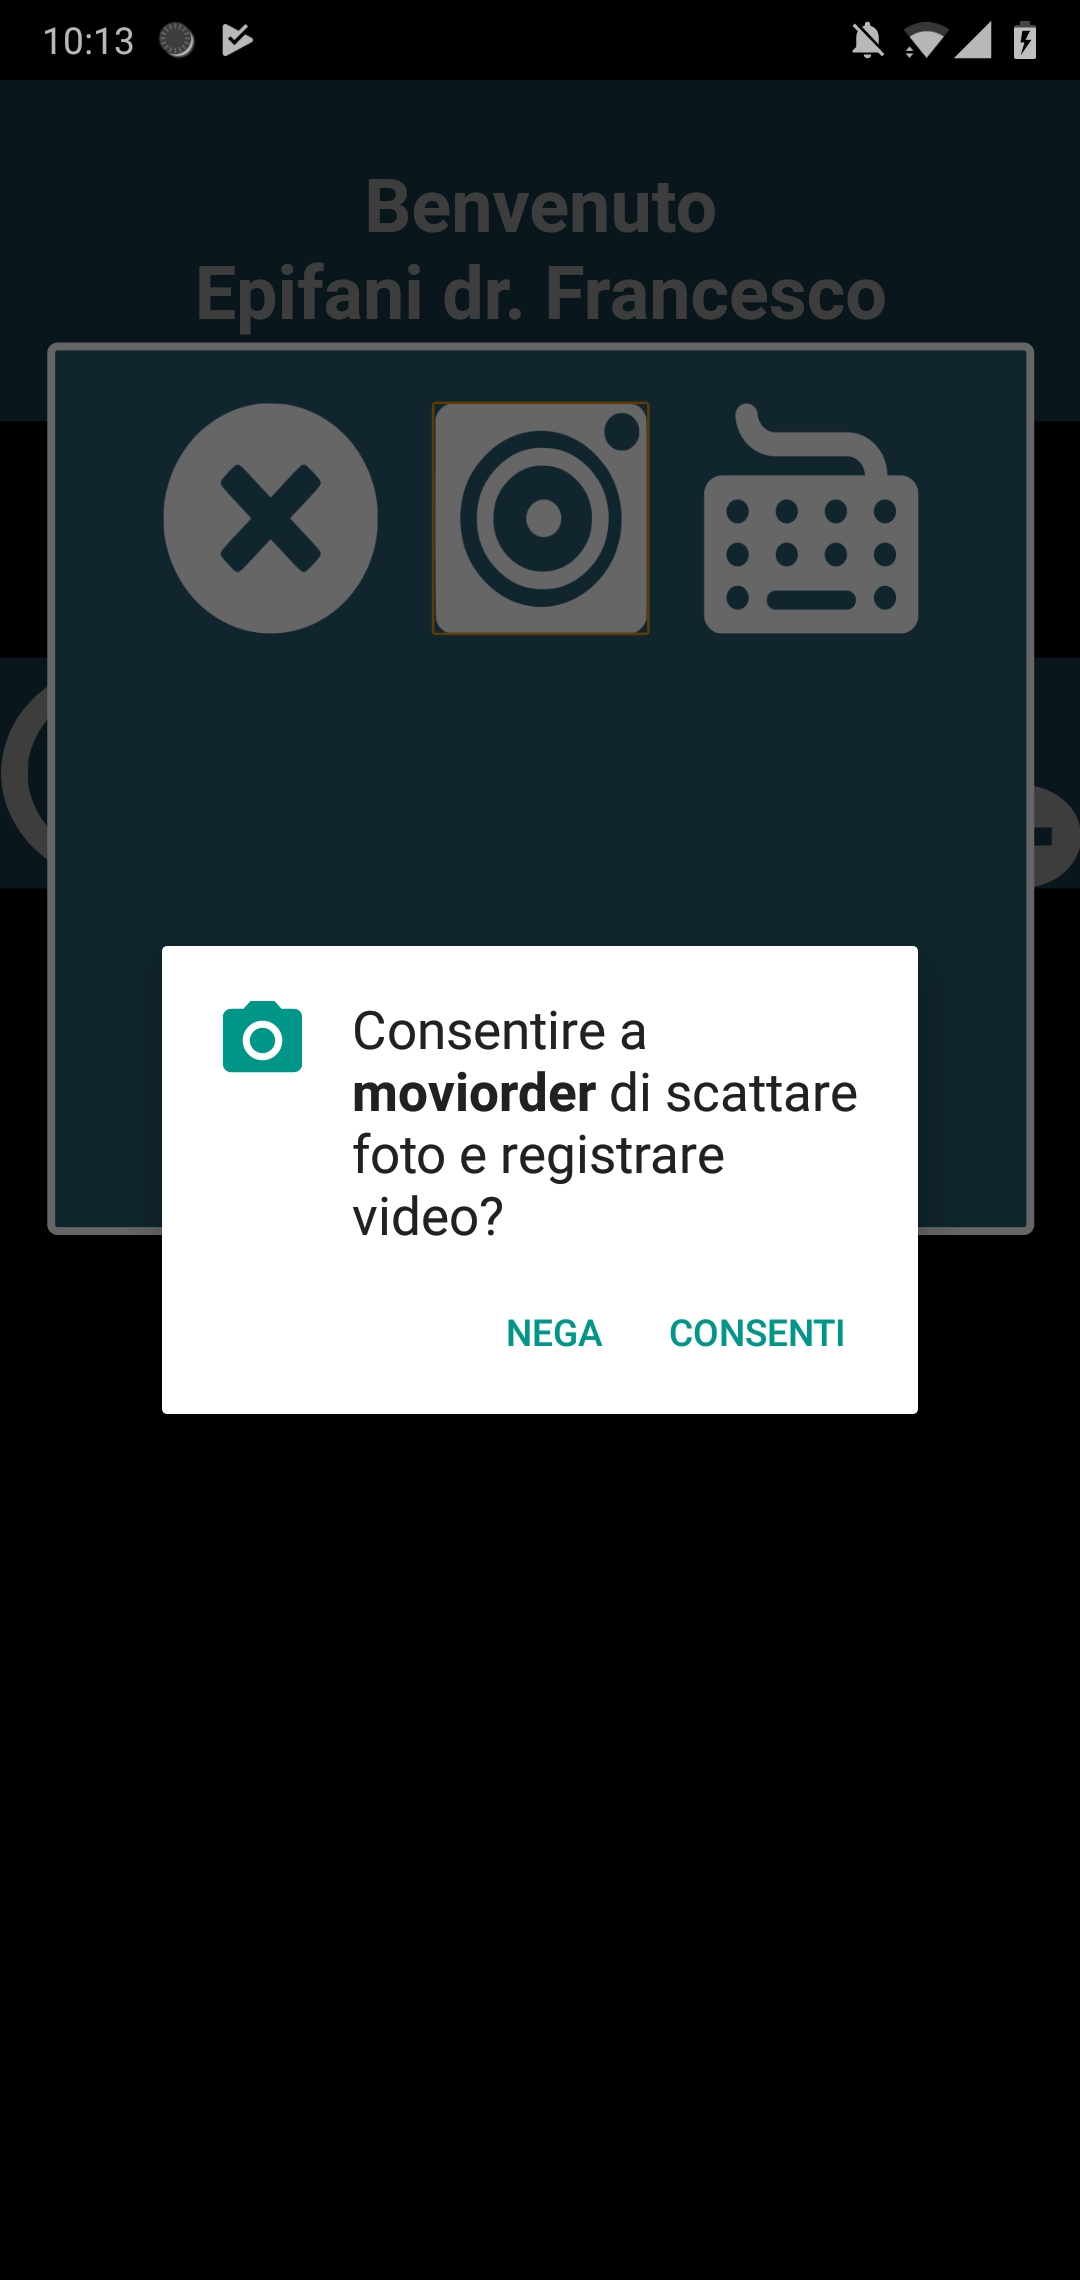 10:13
Benvenuto
Epifani dr. Francesco
Consentire a
moviorder di scattare
foto e registrare
video?
NEGA CONSENTI